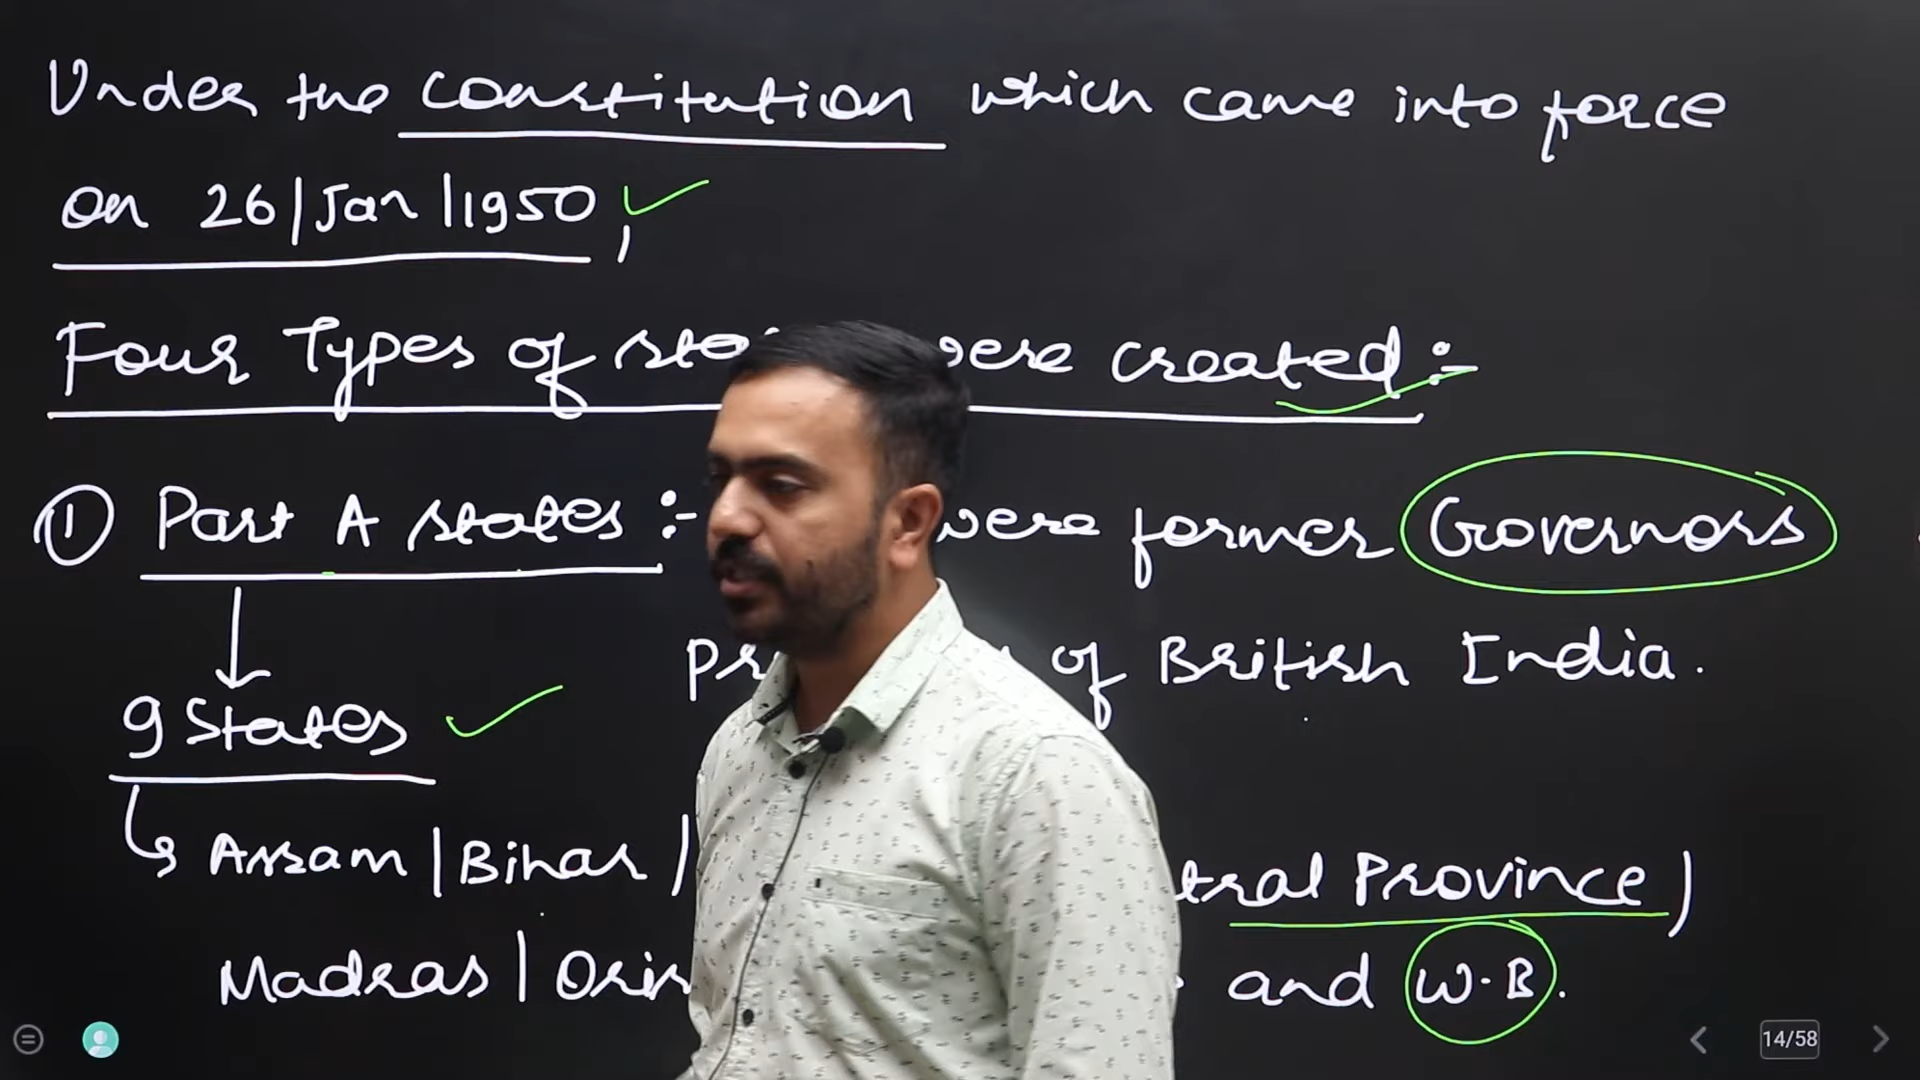 Under the constitution which came into force
on 26/Jan/1950,
Four Types of were created :-
① Part A states :- were former Governors
of British India.
9 States
Assam | Bihar | Province)
Madras | and W.B.
14/58